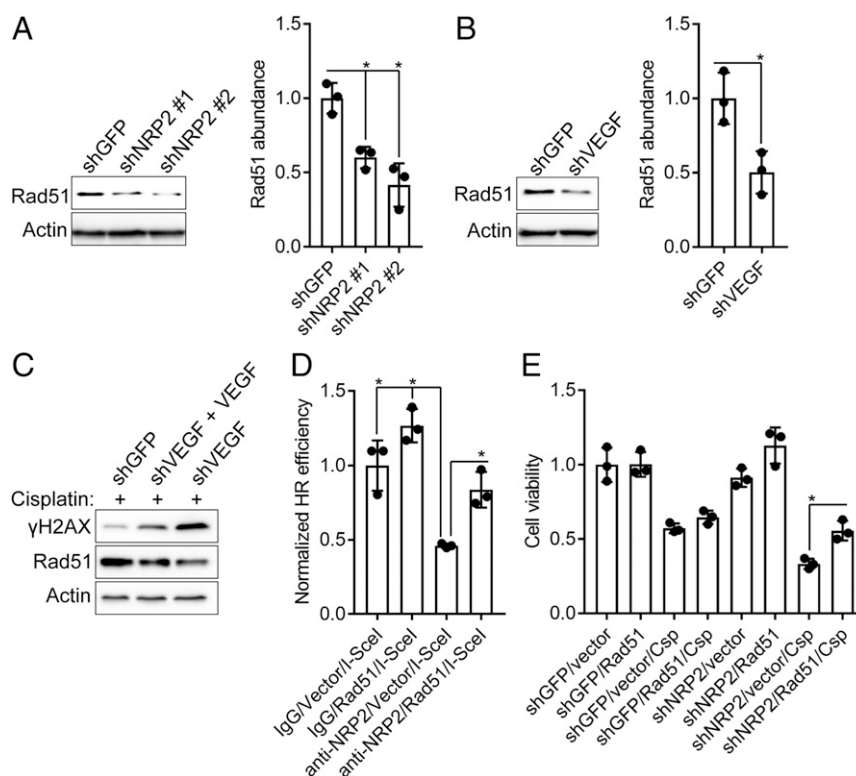 A
shGFP
shNRP2 #1
shNRP2 #2
Rad51
Actin
Rad51 abundance
1.5
1.0
0.5
0.0
*
*
shGFP
shNRP2 #1
shNRP2 #2
B
shGFP
shVEGF
Rad51
Actin
Rad51 abundance
1.5
1.0
0.5
0.0
*
shGFP
shVEGF
C
shGFP
shVEGF + VEGF
shVEGF
Cisplatin: + + +
γH2AX
Rad51
Actin
D
Normalized HR efficiency
1.5
1.0
0.5
0.0
*
*
*
IgG/Vector/I-SceI
IgG/Rad51/I-SceI
anti-NRP2/Vector/I-SceI
anti-NRP2/Rad51/I-SceI
E
Cell viability
1.5
1.0
0.5
0.0
*
shGFP/vector
shGFP/Rad51
shGFP/vector/Csp
shGFP/Rad51/Csp
shNRP2/vector
shNRP2/Rad51
shNRP2/vector/Csp
shNRP2/Rad51/Csp